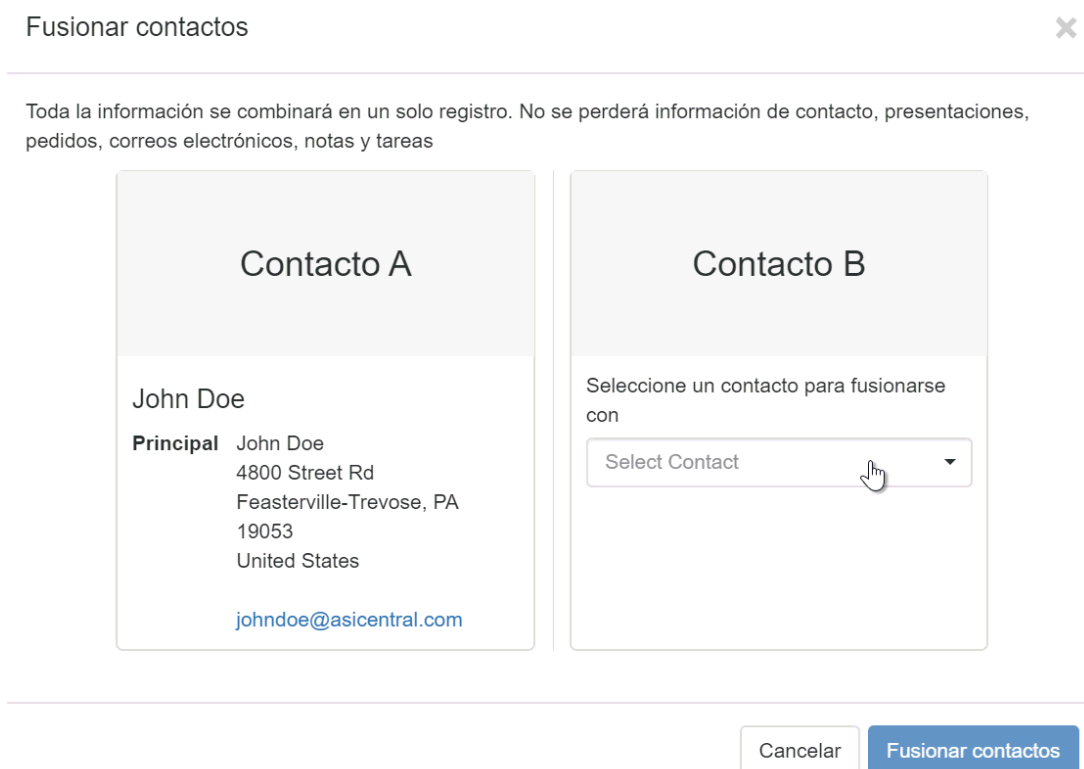 Fusionar contactos
Toda la información se combinará en un solo registro. No se perderá información de contacto, presentaciones,
pedidos, correos electrónicos, notas y tareas
Contacto A
John Doe
Principal John Doe
4800 Street Rd
Feasterville-Trevose, PA
19053
United States
johndoe@asicentral.com
Contacto B
Seleccione un contacto para fusionarse
con
Select Contact
Cancelar
Fusionar contactos